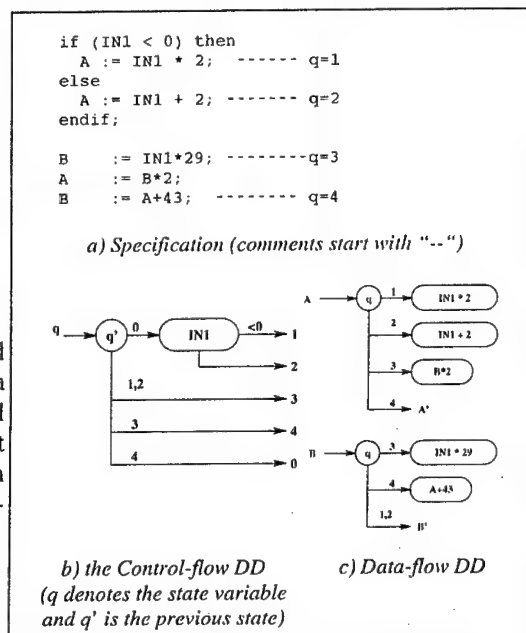 if (IN1 < 0) then
A := IN1 * 2; ------ q=1
else
A := IN1 + 2; ------- q=2
endif;
B := IN1*29; --------q=3
A := B*2;
B := A+43; -------- q=4
a) Specification (comments start with "--")
q q' 0 IN1 <0 1
2
1,2 3
3 4
4 0
A q 1 IN1 * 2
2 IN1 + 2
3 B*2
4 A'
B q 3 IN1 * 29
4 A+43
1,2 B'
b) the Control-flow DD
(q denotes the state variable
and q' is the previous state)
c) Data-flow DD